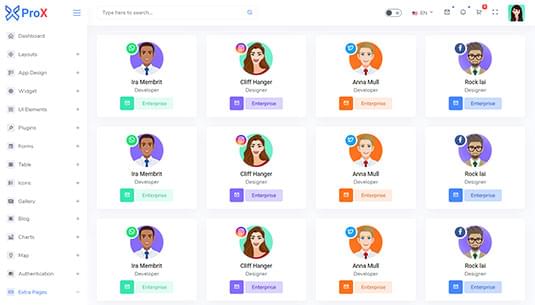 ProX
Type here to search...
EN
Dashboard
Layouts
App Design
Widget
UI Elements
Plugins
Forms
Table
Icons
Gallery
Blog
Charts
Map
Authentication
Extra Pages
Ira Membrit
Developer
Enterprise
Cliff Hanger
Designer
Enterprise
Anna Mull
Developer
Enterprise
Rock lai
Designer
Enterprise
Ira Membrit
Developer
Enterprise
Cliff Hanger
Designer
Enterprise
Anna Mull
Developer
Enterprise
Rock lai
Designer
Enterprise
Ira Membrit
Developer
Enterprise
Cliff Hanger
Designer
Enterprise
Anna Mull
Developer
Enterprise
Rock lai
Designer
Enterprise